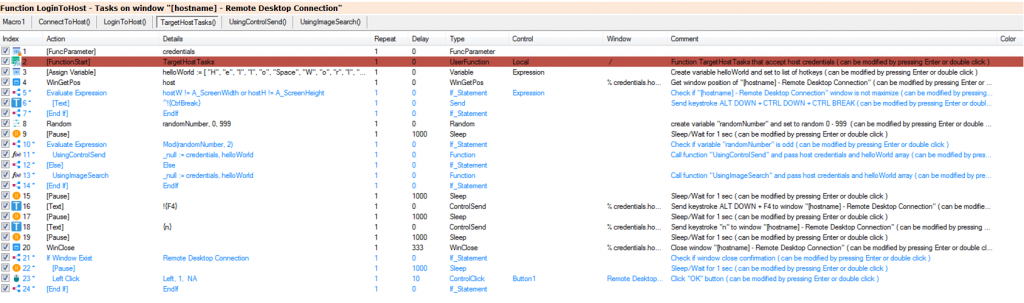 Function LoginToHost - Tasks on window "[hostname] - Remote Desktop Connection"
Macro1 ConnectToHost() LoginToHost() TargetHostTasks() UsingControlSend() UsingImageSearch()
Index Action Details Repeat Delay Type Control Window Comment Color
1 [FuncParameter] credentials 1 0 FuncParameter
2 [FunctionStart] TargetHostTasks 1 0 UserFunction Local / Function TargetHostTasks that accept host credentials ( can be modified by pressing Enter or double click )
3 [Assign Variable] helloWorld := [ "H", "e", "l", "l", "o", "Space", "W", "o", "r", "l", "... 1 0 Variable Expression Create variable helloWorld and set to list of hotkeys ( can be modified by pressing Enter or double click )
4 WinGetPos host 1 0 WinGetPos % credentials.ho... Get window position of "[hostname] - Remote Desktop Connection" ( can be modified by pressing Enter or dou...
5 " Evaluate Expression hostW != A_ScreenWidth or hostH != A_ScreenHeight 1 0 If_Statement Expression Check if "[hostname] - Remote Desktop Connection" window is not maximize ( can be modified by pressing Ent...
6 " [Text] ^!{CtrlBreak} 1 0 Send Send keystroke ALT DOWN + CTRL DOWN + CTRL BREAK ( can be modified by pressing Enter or doubl...
7 " [End If] EndIf 1 0 If_Statement
8 Random randomNumber, 0, 999 1 0 Random create variable "randomNumber" and set to random 0 - 999 ( can be modified by pressing Enter or double click )
9 [Pause] 1 1000 Sleep Sleep/Wait for 1 sec ( can be modified by pressing Enter or double click )
10 " Evaluate Expression Mod(randomNumber, 2) 1 0 If_Statement Check if variable "randomNumber" is odd ( can be modified by pressing Enter or double click )
11 " UsingControlSend _null := credentials, helloWorld 1 0 Function Call function "UsingControlSend" and pass host credentials and helloWorld array ( can be modified by pres...
12 " [Else] Else 1 0 If_Statement
13 " UsingImageSearch _null := credentials, helloWorld 1 0 Function Call function "UsingImageSearch" and pass host credentials and helloWorld array ( can be modified by pre...
14 " [End If] EndIf 1 0 If_Statement
15 [Pause] 1 1000 Sleep Sleep/Wait for 1 sec ( can be modified by pressing Enter or double click )
16 [Text] !{F4} 1 0 ControlSend % credentials.ho... Send keystroke ALT DOWN + F4 to window "[hostname] - Remote Desktop Connection" ( can be modified by...
17 [Pause] 1 1000 Sleep Sleep/Wait for 1 sec ( can be modified by pressing Enter or double click )
18 [Text] {n} 1 0 ControlSend % credentials.ho... Send keystroke "n" to window "[hostname] - Remote Desktop Connection" ( can be modified by pressing...
19 [Pause] 1 1000 Sleep Sleep/Wait for 1 sec ( can be modified by pressing Enter or double click )
20 WinClose 1 333 WinClose % credentials.ho... Close window "[hostname] - Remote Desktop Connection" ( can be modified by pressing Enter or double cl...
21 " If Window Exist Remote Desktop Connection 1 0 If_Statement Check if window close confirmation ( can be modified by pressing Enter or double click )
22 " [Pause] 1 1000 Sleep Sleep/Wait for 1 sec ( can be modified by pressing Enter or double click )
23 " Left Click Left, 1, NA 1 10 ControlClick Button1 Remote Desktop... Click "OK" button ( can be modified by pressing Enter or double click )
24 " [End If] EndIf 1 0 If_Statement